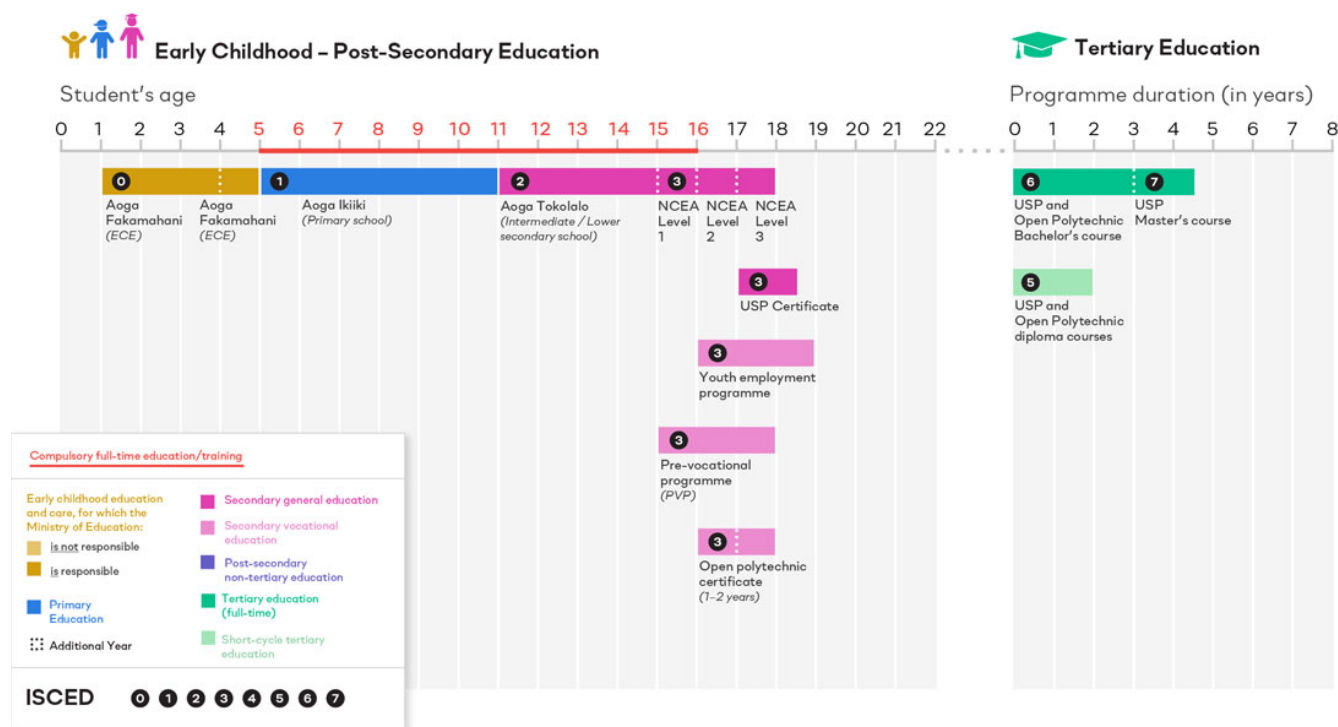 Early Childhood – Post-Secondary Education
Student's age
0 1 2 3 4 5 6 7 8 9 10 11 12 13 14 15 16 17 18 19 20 21 22
0
1
2
3
Aoga
Fakamahani
(ECE)
Aoga
Fakamahani
(ECE)
Aoga Ikiiki
(Primary school)
Aoga Tokolalo
(Intermediate / Lower
secondary school)
NCEA
Level
1
NCEA
Level
2
NCEA
Level
3
3
USP Certificate
3
Youth employment
programme
3
Pre-vocational
programme
(PVP)
3
Open polytechnic
certificate
(1–2 years)
Tertiary Education
Programme duration (in years)
0 1 2 3 4 5 6 7 8
6
7
USP and
Open Polytechnic
Bachelor's course
USP
Master's course
5
USP and
Open Polytechnic
diploma courses
Compulsory full-time education/training
Early childhood education
and care, for which the
Ministry of Education:
is not responsible
is responsible
Primary
Education
Additional Year
Secondary general education
Secondary vocational
education
Post-secondary
non-tertiary education
Tertiary education
(full-time)
Short-cycle tertiary
education
ISCED 0 1 2 3 4 5 6 7